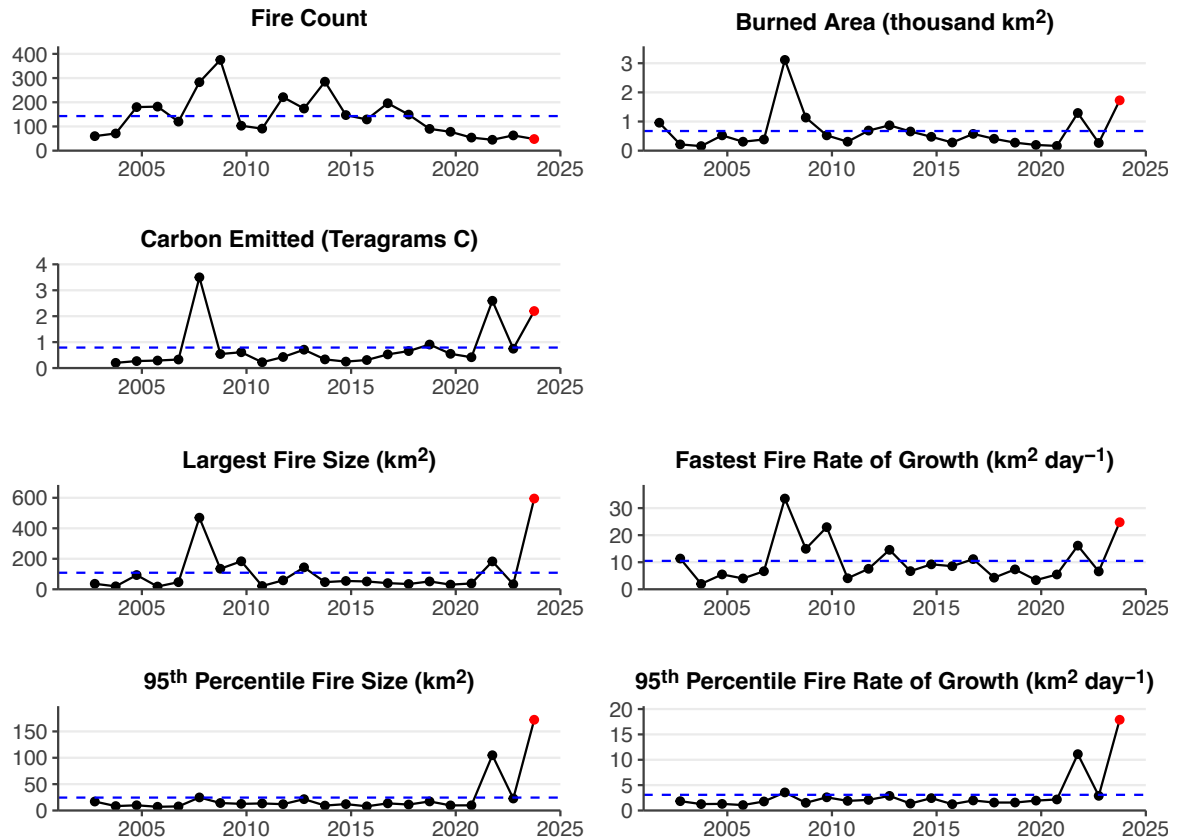 Fire Count
400
300
200
100
0
2005 2010 2015 2020 2025
Burned Area (thousand km²)
3
2
1
0
2005 2010 2015 2020 2025
Carbon Emitted (Teragrams C)
4
3
2
1
0
2005 2010 2015 2020 2025
Largest Fire Size (km²)
600
400
200
0
2005 2010 2015 2020 2025
Fastest Fire Rate of Growth (km² day⁻¹)
30
20
10
0
2005 2010 2015 2020 2025
95ᵗʰ Percentile Fire Size (km²)
150
100
50
0
2005 2010 2015 2020 2025
95ᵗʰ Percentile Fire Rate of Growth (km² day⁻¹)
20
15
10
5
0
2005 2010 2015 2020 2025